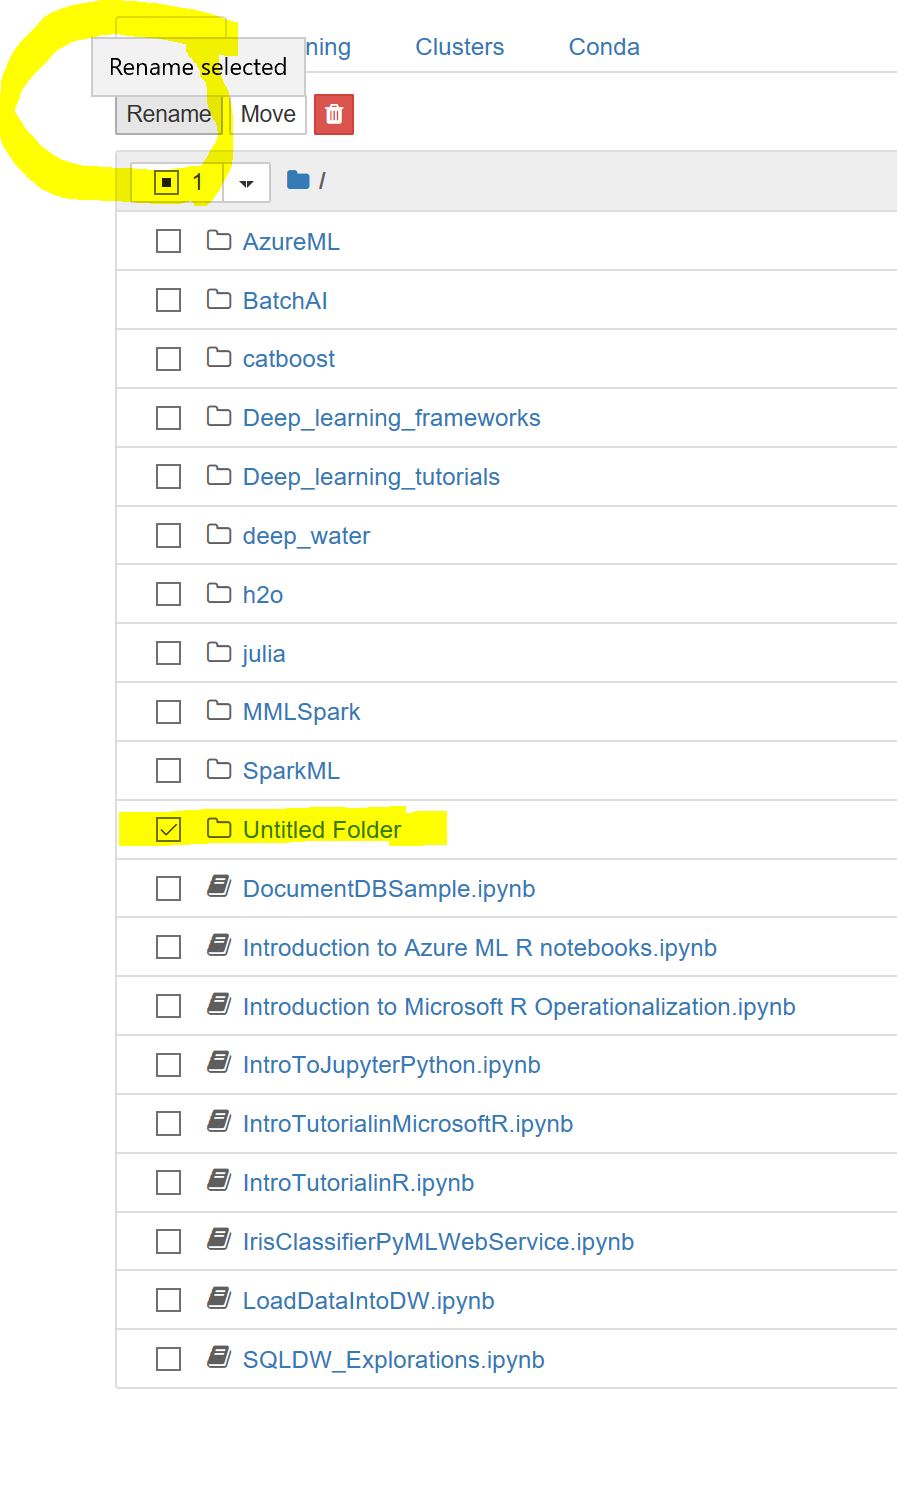 ning Clusters Conda
Rename selected
Rename Move
1 /
AzureML
BatchAI
catboost
Deep_learning_frameworks
Deep_learning_tutorials
deep_water
h2o
julia
MMLSpark
SparkML
Untitled Folder
DocumentDBSample.ipynb
Introduction to Azure ML R notebooks.ipynb
Introduction to Microsoft R Operationalization.ipynb
IntroToJupyterPython.ipynb
IntroTutorialinMicrosoftR.ipynb
IntroTutorialinR.ipynb
IrisClassifierPyMLWebService.ipynb
LoadDataIntoDW.ipynb
SQLDW_Explorations.ipynb